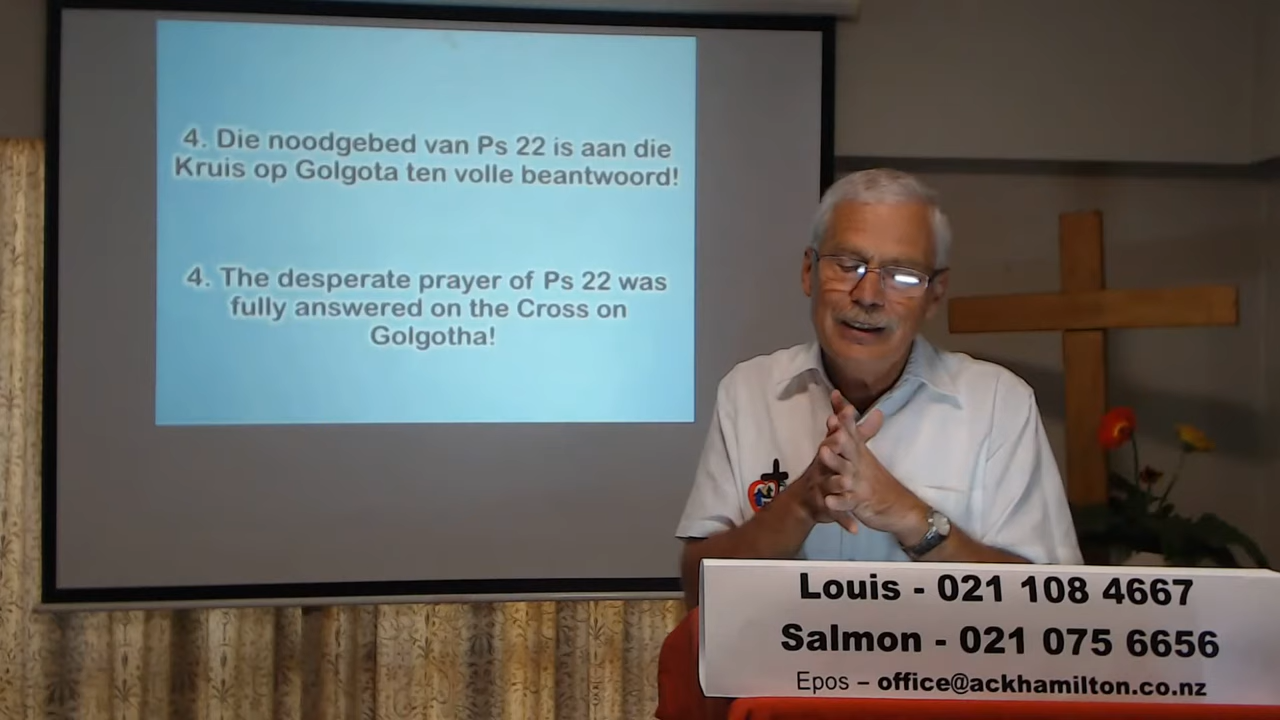 4. Die noodgebed van Ps 22 is aan die
Kruis op Golgota ten volle beantwoord!
4. The desperate prayer of Ps 22 was
fully answered on the Cross on
Golgotha!
Louis - 021 108 4667
Salmon - 021 075 6656
Epos – office@ackhamilton.co.nz